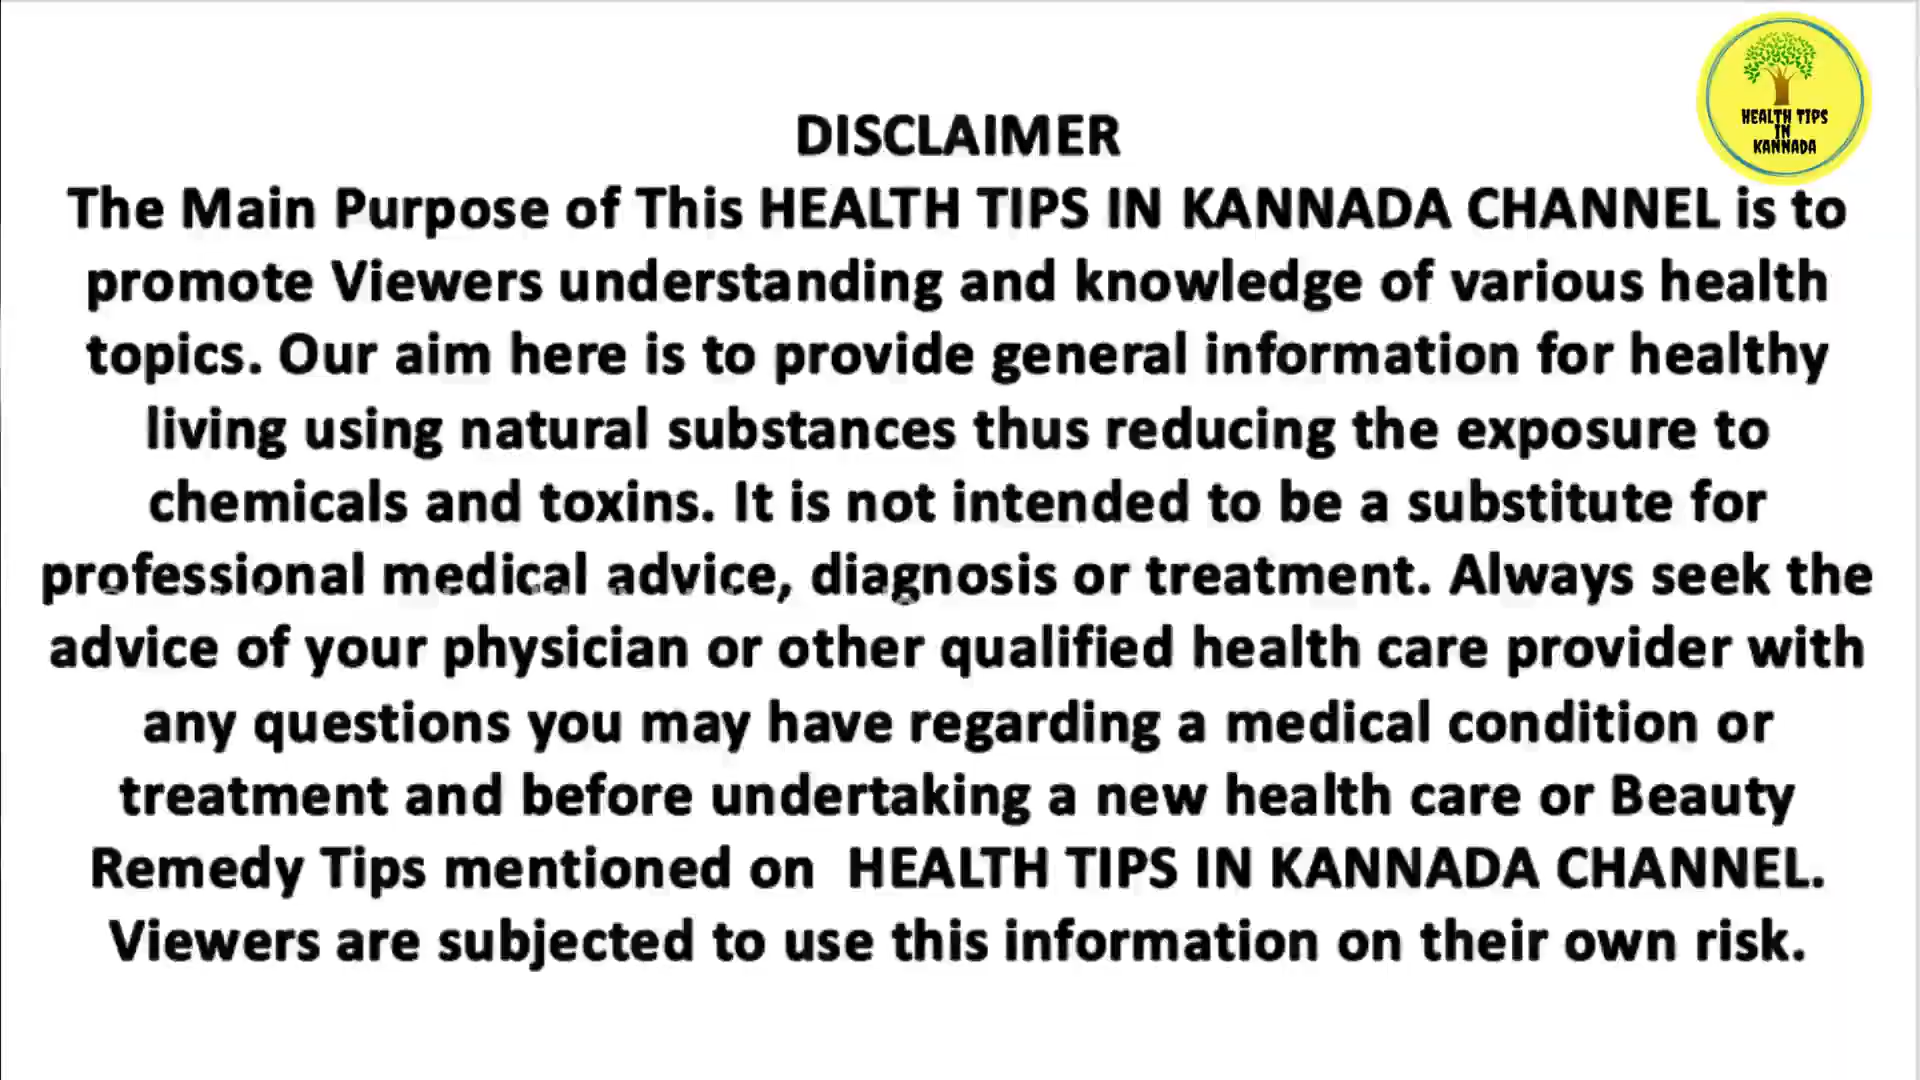 HEALTH TIPS
IN
KANNADA
DISCLAIMER
The Main Purpose of This HEALTH TIPS IN KANNADA CHANNEL is to
promote Viewers understanding and knowledge of various health
topics. Our aim here is to provide general information for healthy
living using natural substances thus reducing the exposure to
chemicals and toxins. It is not intended to be a substitute for
professional medical advice, diagnosis or treatment. Always seek the
advice of your physician or other qualified health care provider with
any questions you may have regarding a medical condition or
treatment and before undertaking a new health care or Beauty
Remedy Tips mentioned on  HEALTH TIPS IN KANNADA CHANNEL.
Viewers are subjected to use this information on their own risk.